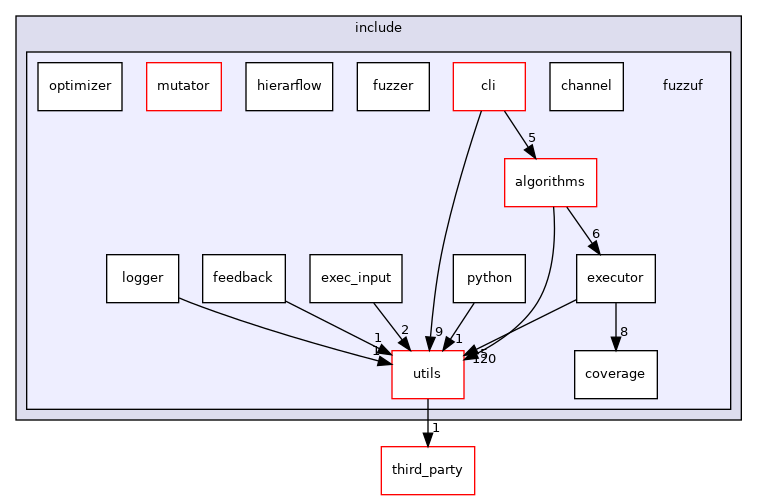 include
optimizer
mutator
hierarflow
fuzzer
cli
channel
fuzzuf
5
algorithms
6
logger
feedback
exec_input
python
executor
1
1
2
9
1
120
8
utils
coverage
1
third_party